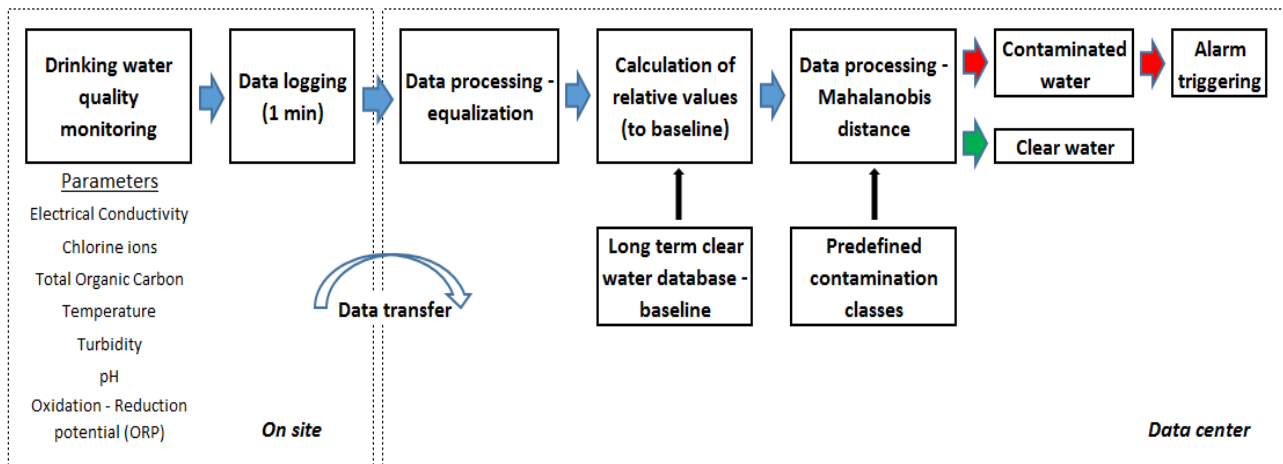 Drinking water
quality
monitoring
Data logging
(1 min)
Data processing -
equalization
Calculation of
relative values
(to baseline)
Data processing -
Mahalanobis
distance
Contaminated
water
Alarm
triggering
Clear water
Parameters
Electrical Conductivity
Chlorine ions
Total Organic Carbon
Temperature
Turbidity
pH
Oxidation - Reduction
potential (ORP)
On site
Data transfer
Long term clear
water database -
baseline
Predefined
contamination
classes
Data center